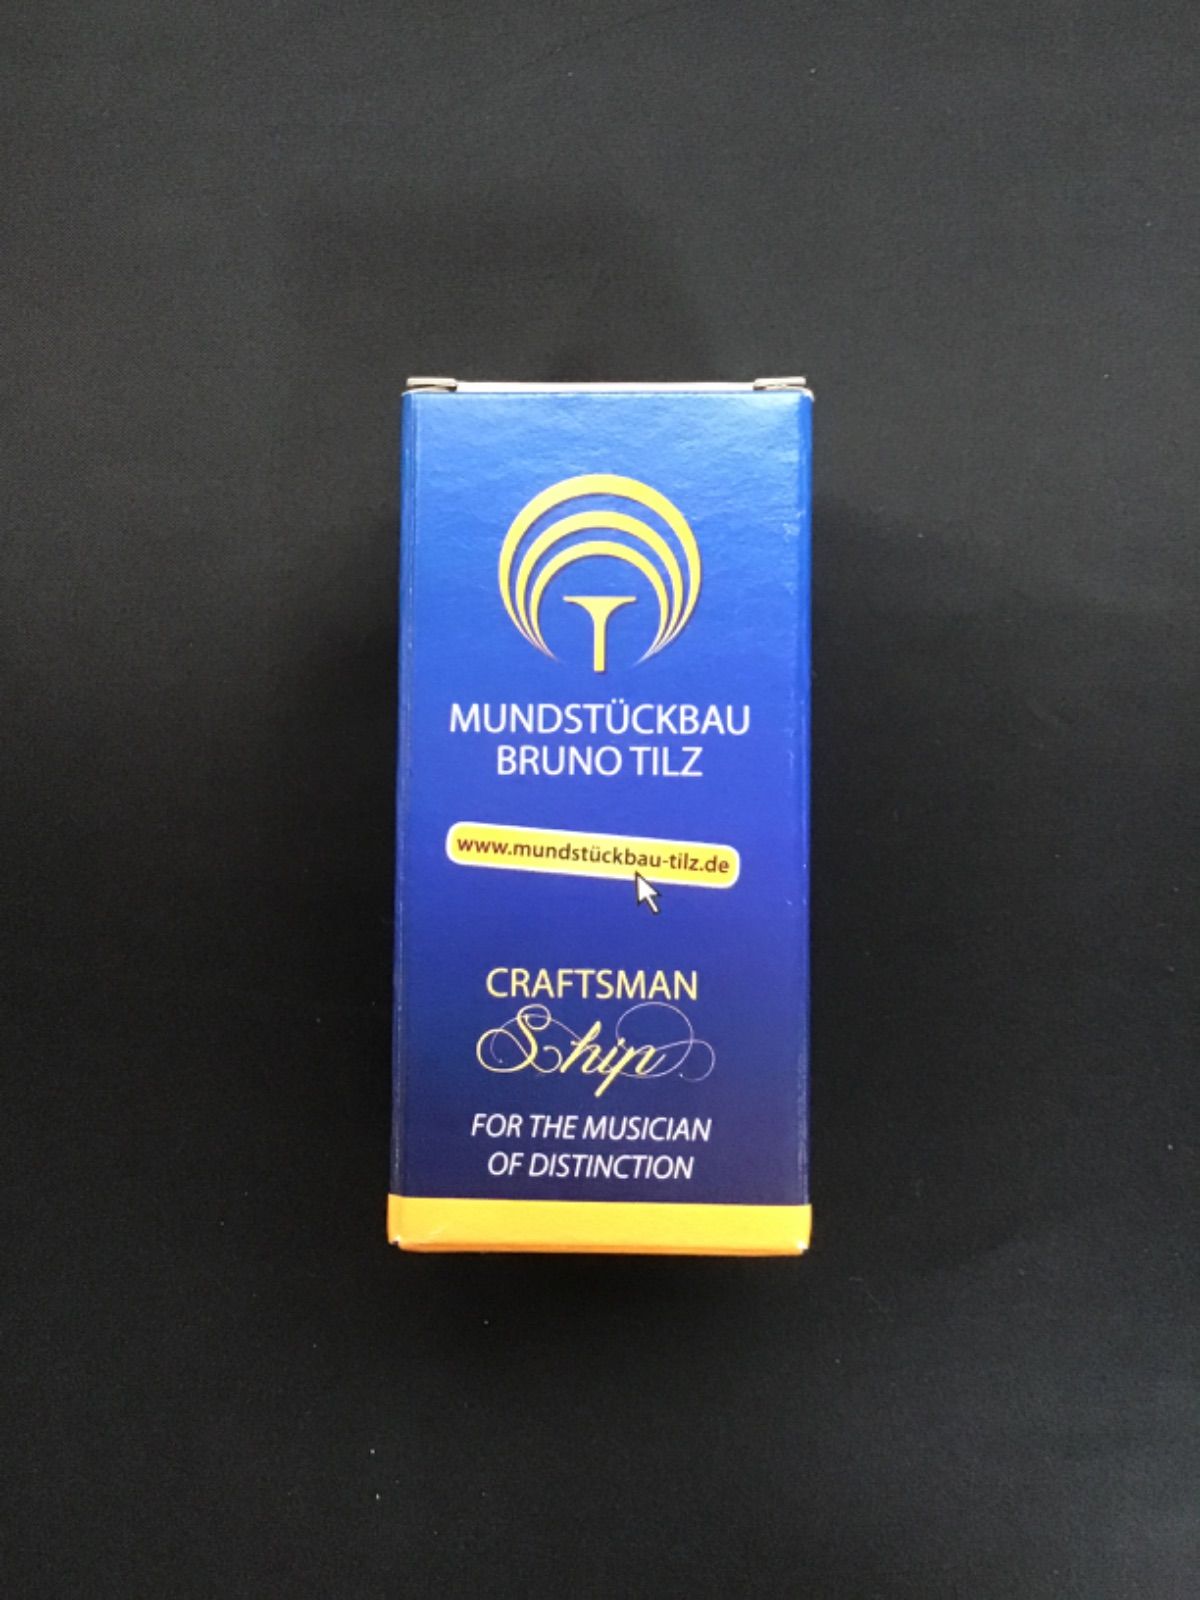 MUNDSTÜCKBAU
BRUNO TILZ
www.mundstückbau-tilz.de
CRAFTSMAN
Ship
FOR THE MUSICIAN
OF DISTINCTION